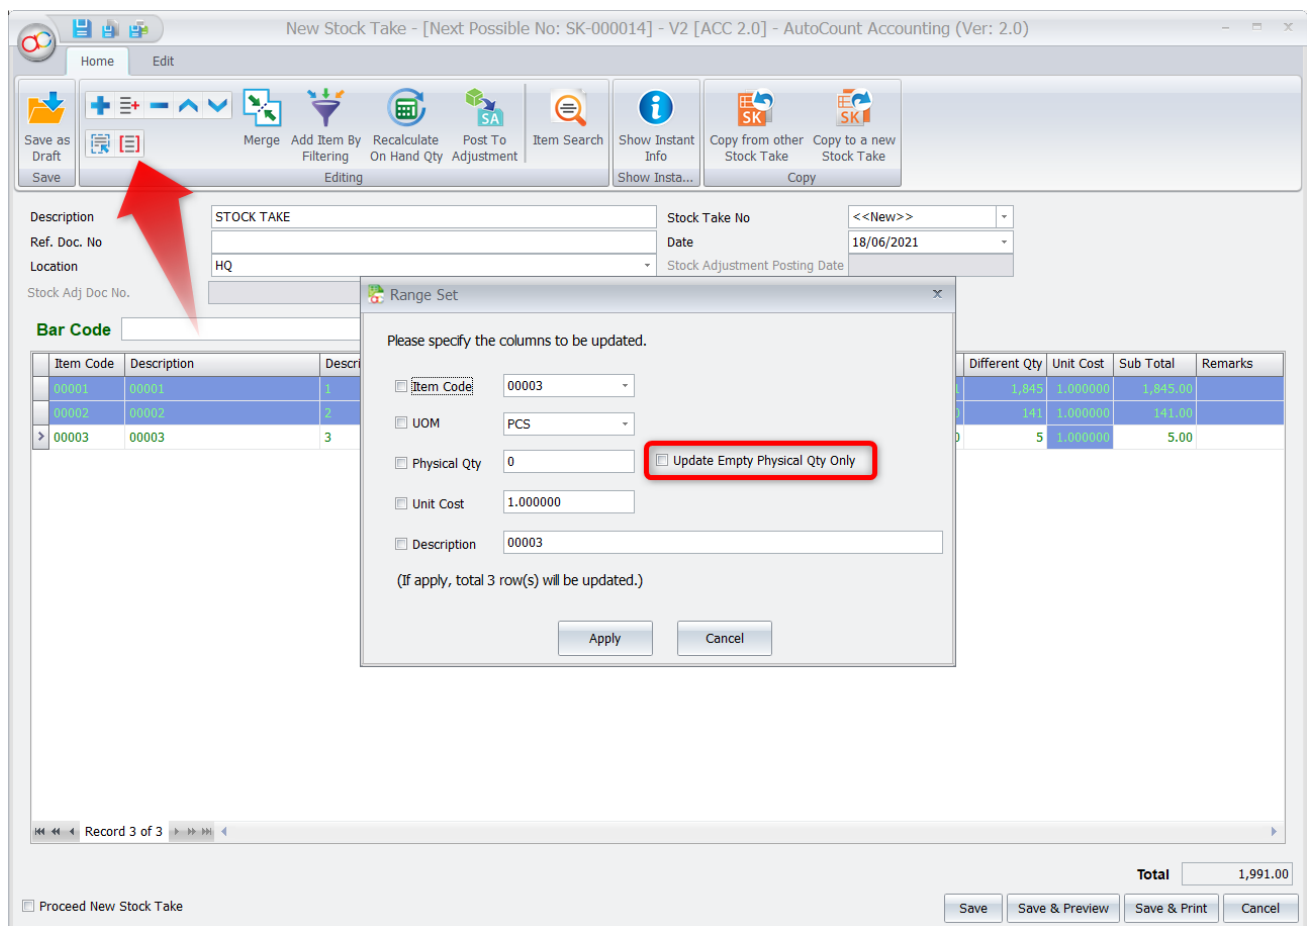 New Stock Take - [Next Possible No: SK-000014] - V2 [ACC 2.0] - AutoCount Accounting (Ver: 2.0)
Home Edit
Save as Draft
Merge
Add Item By Filtering
Recalculate On Hand Qty
SA
Post To Adjustment
Item Search
Show Instant Info
SK
Copy from other Stock Take
SK
Copy to a new Stock Take
Save Editing Show Insta... Copy
Description STOCK TAKE Stock Take No <<New>>
Ref. Doc. No Date 18/06/2021
Location HQ Stock Adjustment Posting Date
Stock Adj Doc No.
Bar Code
Item Code Description Descri Different Qty Unit Cost Sub Total Remarks
00001 00001 1 1,845 1.000000 1,845.00
00002 00002 2 141 1.000000 141.00
00003 00003 3 5 1.000000 5.00
Range Set
Please specify the columns to be updated.
Item Code 00003
UOM PCS
Physical Qty 0 Update Empty Physical Qty Only
Unit Cost 1.000000
Description 00003
(If apply, total 3 row(s) will be updated.)
Apply Cancel
Record 3 of 3
Total 1,991.00
Proceed New Stock Take Save Save & Preview Save & Print Cancel